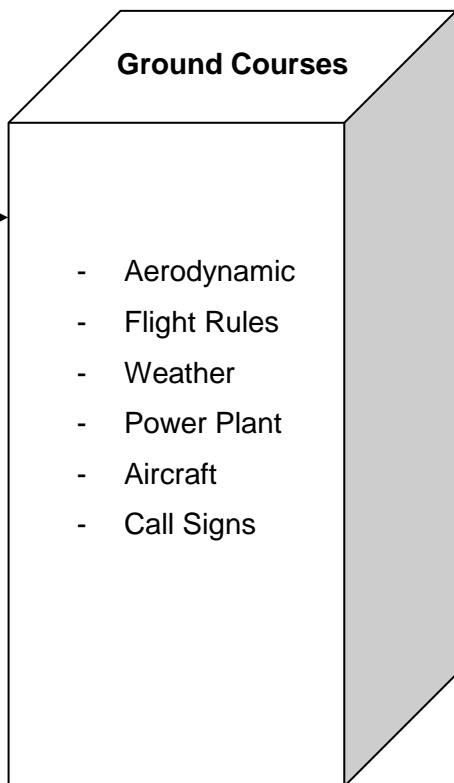 Ground Courses
- Aerodynamic
- Flight Rules
- Weather
- Power Plant
- Aircraft
- Call Signs